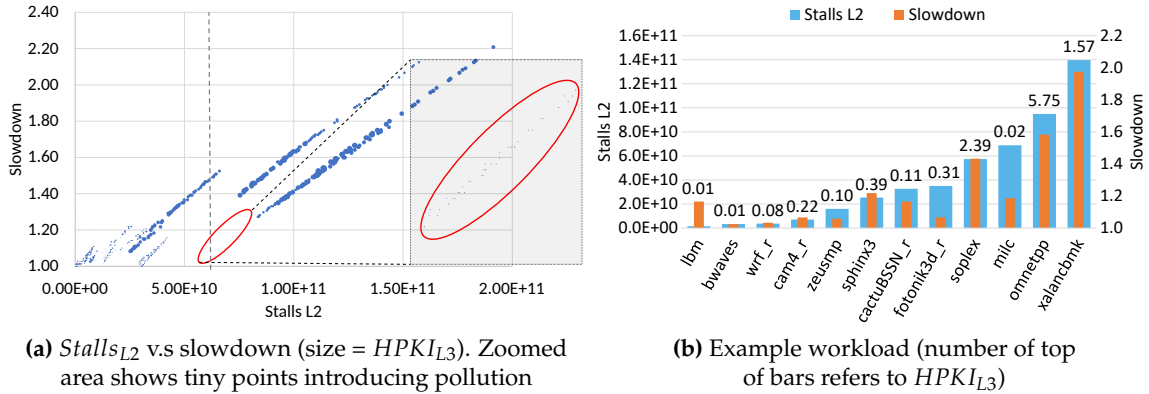 2.40
2.20
2.00
1.80
1.60
1.40
1.20
1.00
Slowdown
0.00E+00 5.00E+10 1.00E+11 1.50E+11 2.00E+11
Stalls L2
(a) Stalls_L2 v.s slowdown (size = HPKI_L3). Zoomed
area shows tiny points introducing pollution
Stalls L2 Slowdown
1.6E+11
1.4E+11
1.2E+11
1.0E+11
8.0E+10
6.0E+10
4.0E+10
2.0E+10
0.0E+00
Stalls L2
0.01 0.01 0.08 0.22 0.10 0.39 0.11 0.31 2.39 0.02 5.75 1.57
2.2
2.0
1.8
1.6
1.4
1.2
1.0
Slowdown
lbm
bwaves
wrf_r
cam4_r
zeusmp
sphinx3
cactuBSSN_r
fotonik3d_r
soplex
milc
omnetpp
xalancbmk
(b) Example workload (number of top
of bars refers to HPKI_L3)